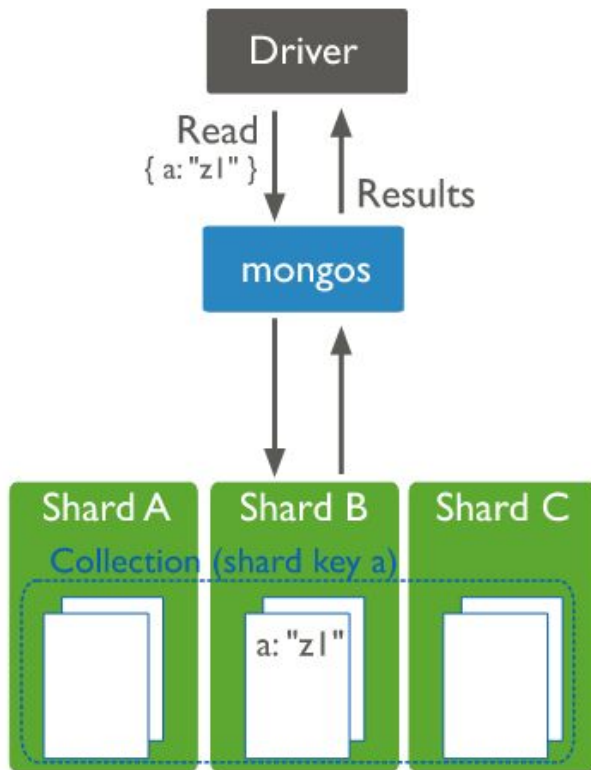 Driver
Read
{ a: "z1" }
Results
mongos
Shard A
Shard B
Shard C
Collection (shard key a)
a: "z1"